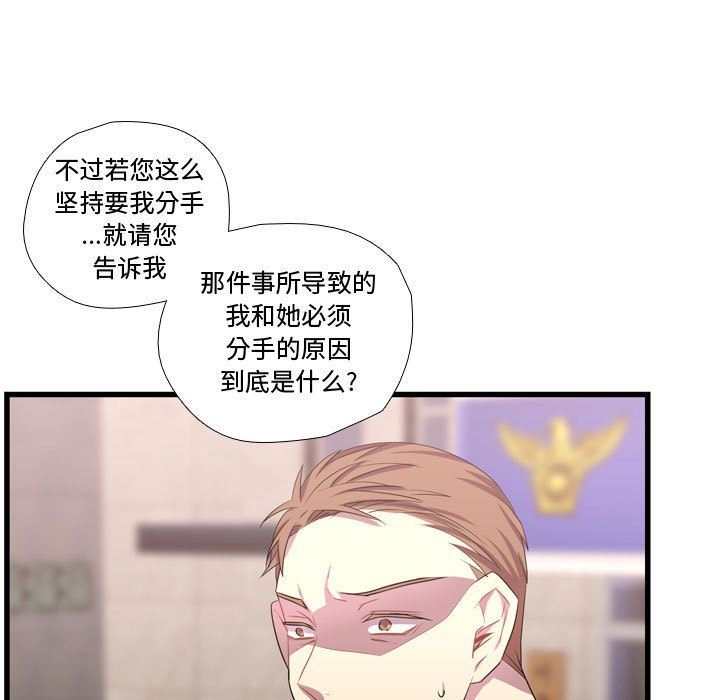 不过若您这么
坚持要我分手
...就请您
告诉我
那件事所导致的
我和她必须
分手的原因
到底是什么?